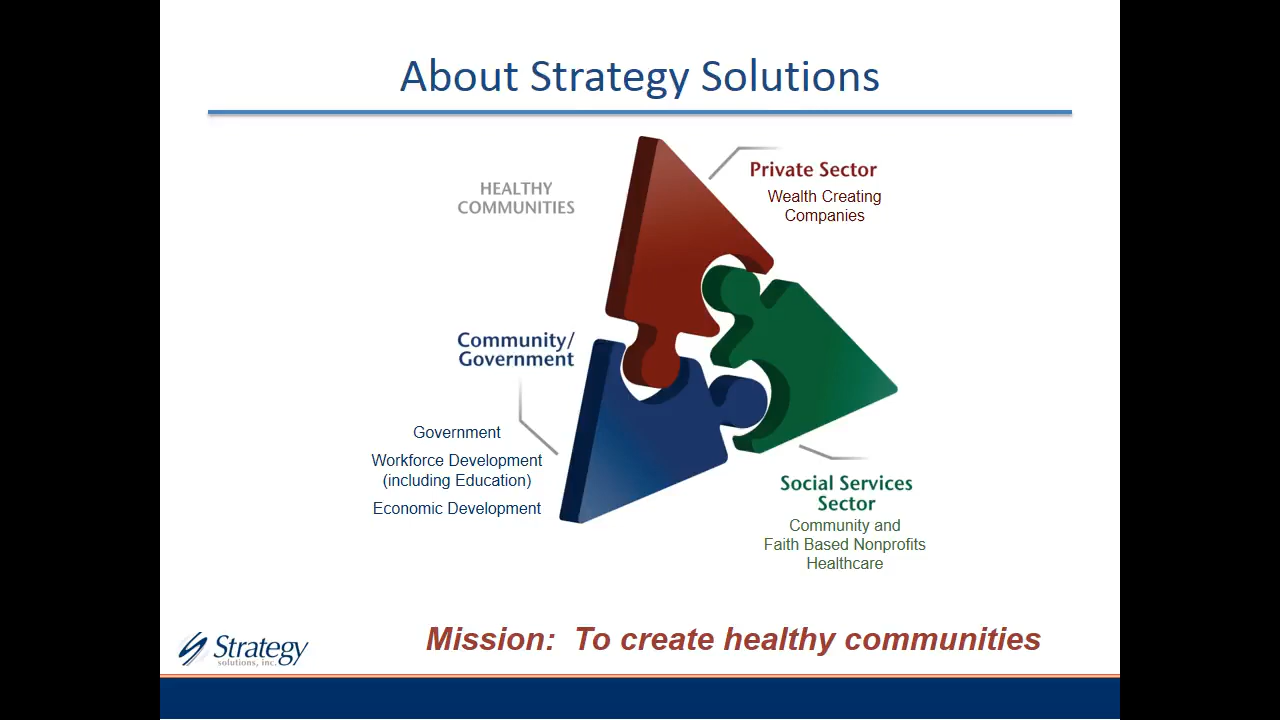 About Strategy Solutions
HEALTHY
COMMUNITIES
Private Sector
Wealth Creating
Companies
Community/
Government
Government
Workforce Development
(including Education)
Economic Development
Social Services
Sector
Community and
Faith Based Nonprofits
Healthcare
Strategy
solutions, inc.
Mission: To create healthy communities